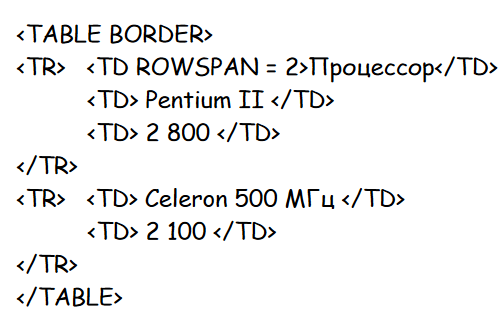 <TABLE BORDER>
<TR> <TD ROWSPAN = 2>Процессор</TD>
<TD> Pentium II </TD>
<TD> 2 800 </TD>
</TR>
<TR> <TD> Celeron 500 МГц </TD>
<TD> 2 100 </TD>
</TR>
</TABLE>